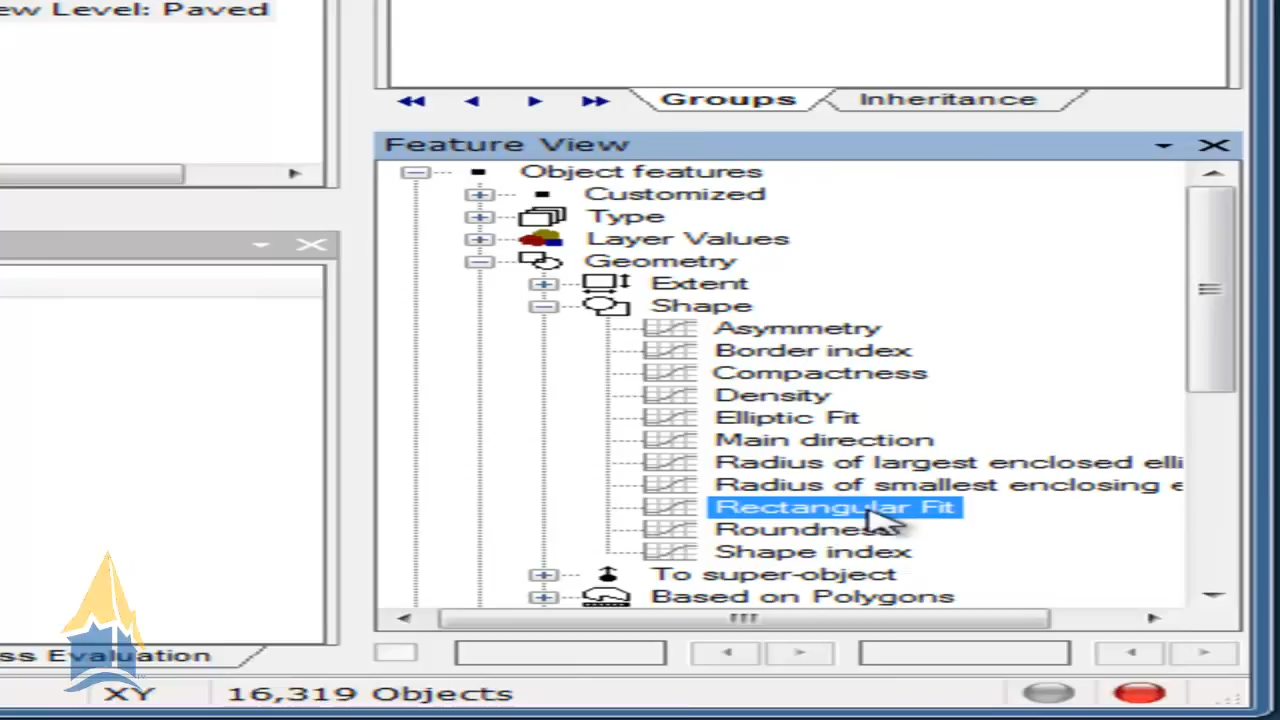 ew Level: Paved
Groups
Inheritance
Feature View
Object features
Customized
Type
Layer Values
Geometry
Extent
Shape
Asymmetry
Border index
Compactness
Density
Elliptic Fit
Main direction
Radius of largest enclosed elli
Radius of smallest enclosing e
Rectangular Fit
Roundness
Shape index
To super-object
Based on Polygons
ss Evaluation
XY
16,319 Objects